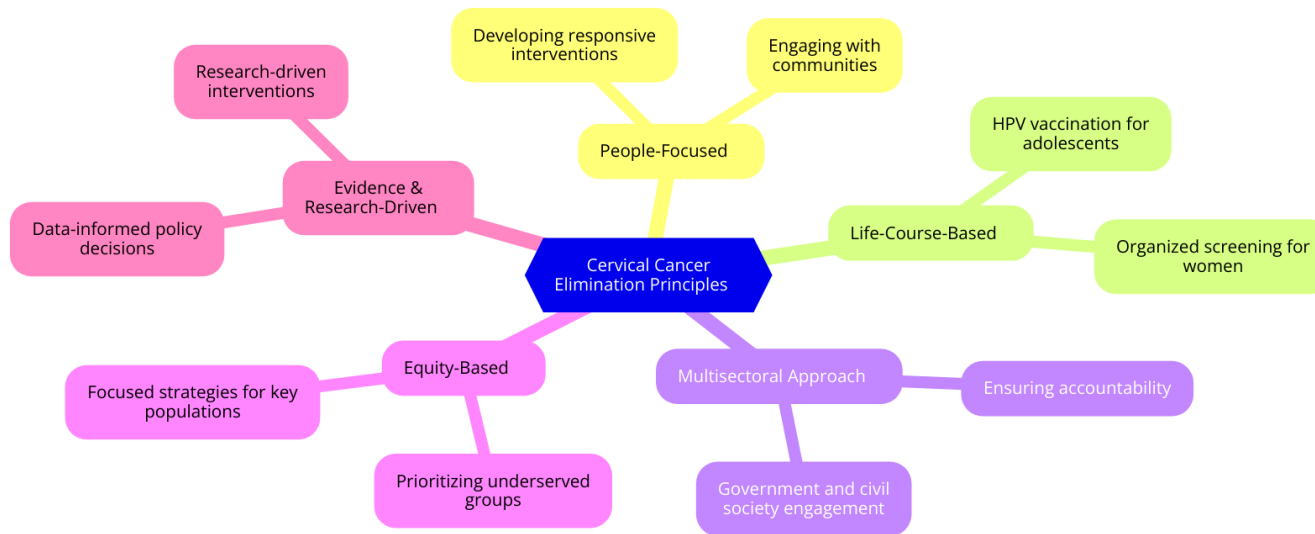 Developing responsive
interventions
Engaging with
communities
People-Focused
Research-driven
interventions
Evidence &
Research-Driven
Data-informed policy
decisions
HPV vaccination for
adolescents
Life-Course-Based
Organized screening for
women
Cervical Cancer
Elimination Principles
Equity-Based
Focused strategies for key
populations
Prioritizing underserved
groups
Multisectoral Approach
Ensuring accountability
Government and civil
society engagement